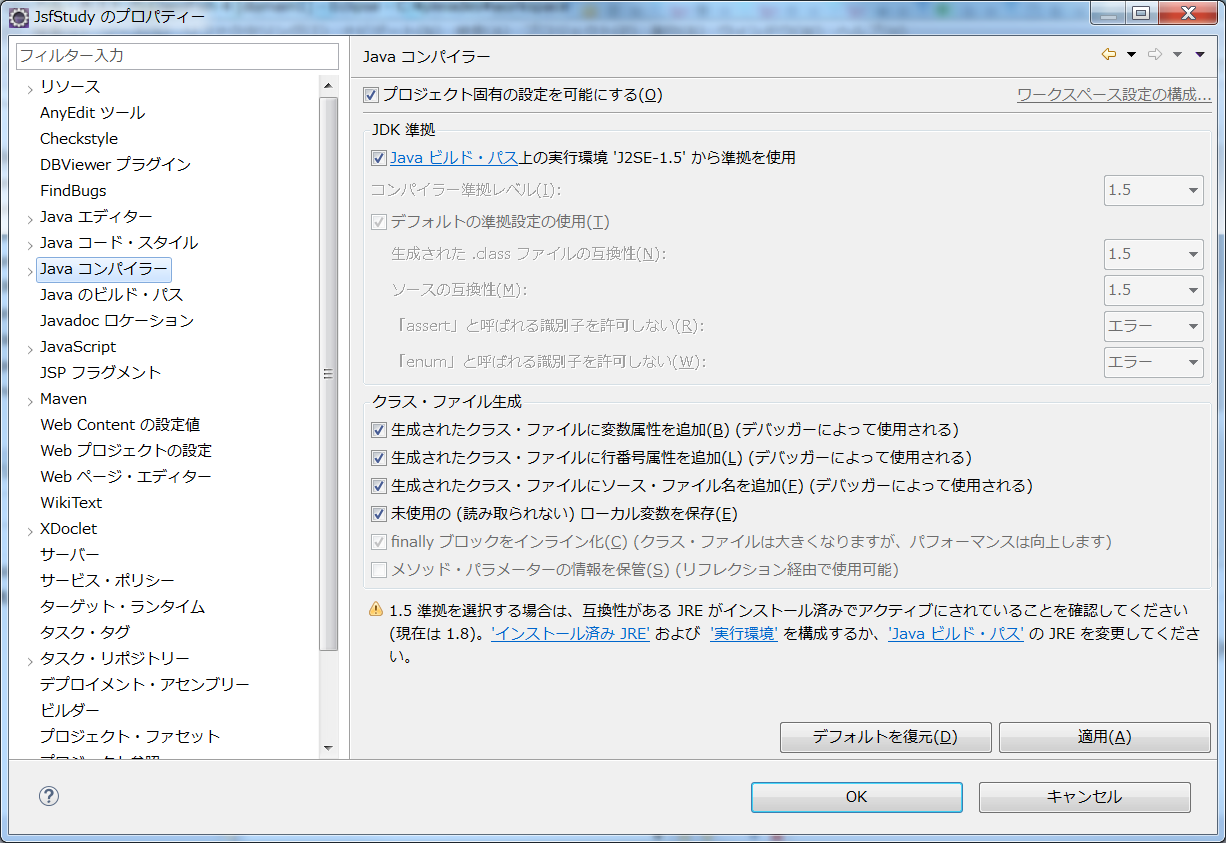 JsfStudy のプロパティー
フィルター入力
リソース
AnyEdit ツール
Checkstyle
DBViewer プラグイン
FindBugs
Java エディター
Java コード・スタイル
Java コンパイラー
Java のビルド・パス
Javadoc ロケーション
JavaScript
JSP フラグメント
Maven
Web Content の設定値
Web プロジェクトの設定
Web ページ・エディター
WikiText
XDoclet
サーバー
サービス・ポリシー
ターゲット・ランタイム
タスク・タグ
タスク・リポジトリー
デプロイメント・アセンブリー
ビルダー
プロジェクト・ファセット
Java コンパイラー
プロジェクト固有の設定を可能にする(O)
ワークスペース設定の構成...
JDK 準拠
Java ビルド・パス上の実行環境 'J2SE-1.5' から準拠を使用
コンパイラー準拠レベル(I): 1.5
デフォルトの準拠設定の使用(T)
生成された .class ファイルの互換性(N): 1.5
ソースの互換性(M): 1.5
「assert」と呼ばれる識別子を許可しない(R): エラー
「enum」と呼ばれる識別子を許可しない(W): エラー
クラス・ファイル生成
生成されたクラス・ファイルに変数属性を追加(B) (デバッガーによって使用される)
生成されたクラス・ファイルに行番号属性を追加(L) (デバッガーによって使用される)
生成されたクラス・ファイルにソース・ファイル名を追加(F) (デバッガーによって使用される)
未使用の (読み取られない) ローカル変数を保存(E)
finally ブロックをインライン化(C) (クラス・ファイルは大きくなりますが、パフォーマンスは向上します)
メソッド・パラメーターの情報を保管(S) (リフレクション経由で使用可能)
1.5 準拠を選択する場合は、互換性がある JRE がインストール済みでアクティブにされていることを確認してください
(現在は 1.8)。'インストール済み JRE' および '実行環境' を構成するか、'Java ビルド・パス' の JRE を変更してくださ
い。
デフォルトを復元(D)
適用(A)
OK
キャンセル